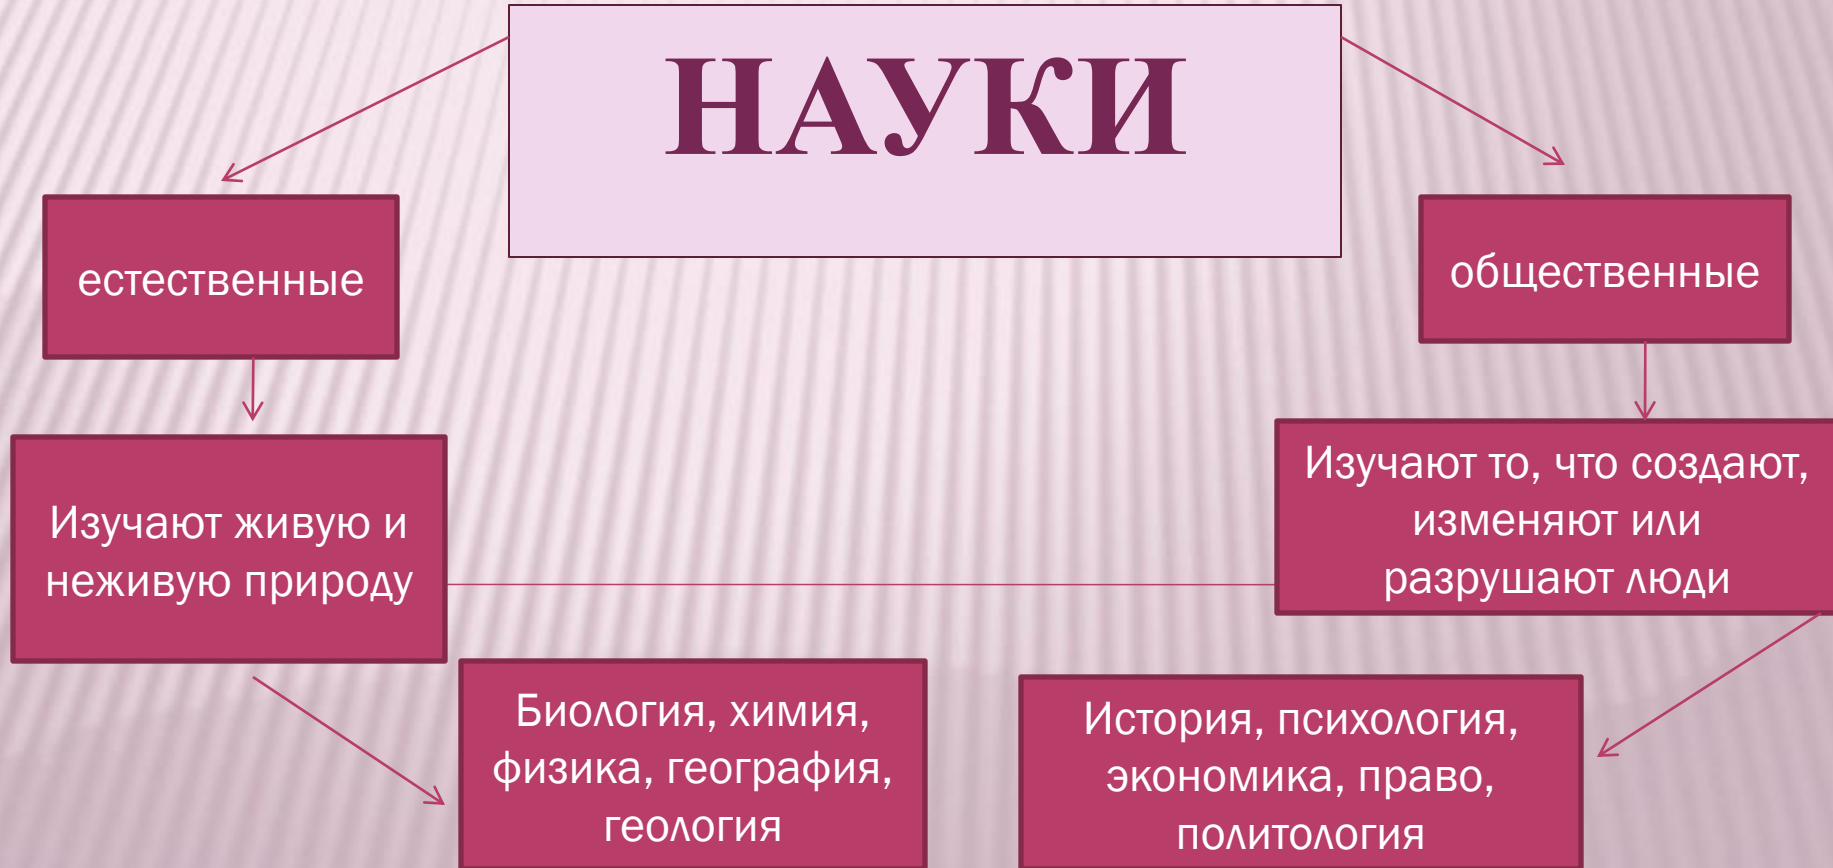 НАУКИ
естественные
общественные
Изучают живую и
неживую природу
Изучают то, что создают,
изменяют или
разрушают люди
Биология, химия,
физика, география,
геология
История, психология,
экономика, право,
политология